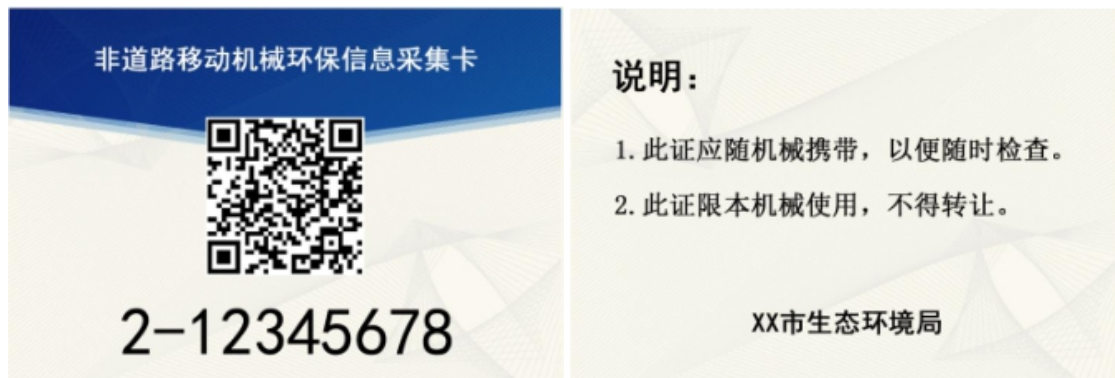 非道路移动机械环保信息采集卡
2-12345678
说明：
1.此证应随机械携带，以便随时检查。
2.此证限本机械使用，不得转让。
XX市生态环境局